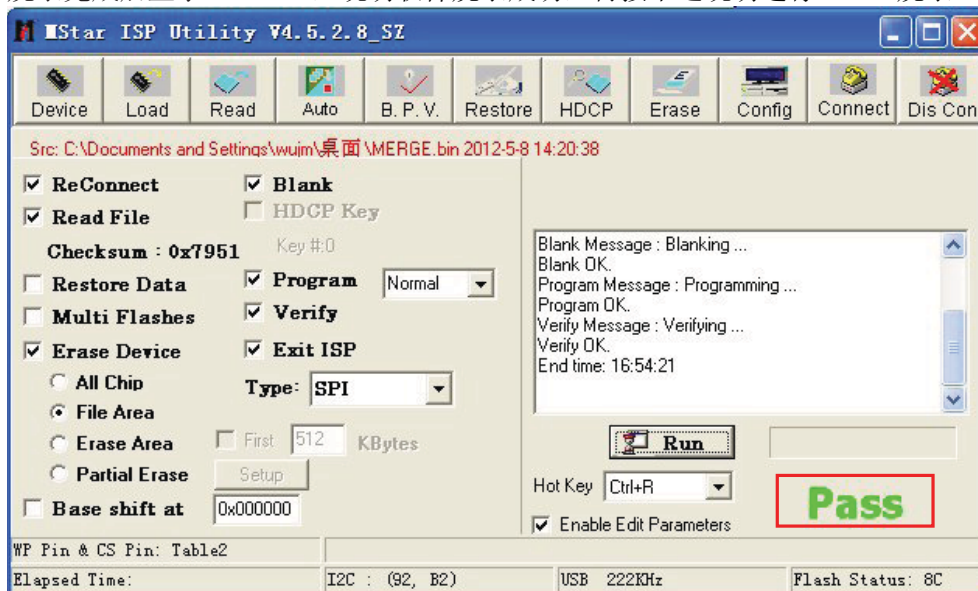 MStar ISP Utility V4.5.2.8_SZ
Device Load Read Auto B.P.V. Restore HDCP Erase Config Connect Dis Con
Src: C:\Documents and Settings\wujm\桌面\MERGE.bin 2012-5-8 14:20:38
ReConnect Blank
Read File HDCP Key
Checksum : 0x7951 Key #:0
Restore Data Program Normal
Multi Flashes Verify
Erase Device Exit ISP
All Chip Type: SPI
File Area
Erase Area First 512 KBytes
Partial Erase Setup
Base shift at 0x000000
Blank Message : Blanking ...
Blank OK.
Program Message : Programming ...
Program OK.
Verify Message : Verifying ...
Verify OK.
End time: 16:54:21
Run
Hot Key Ctrl+R
Pass
Enable Edit Parameters
WP Pin & CS Pin: Table2
Elapsed Time: I2C : (92, B2) USB 222KHz Flash Status: 8C